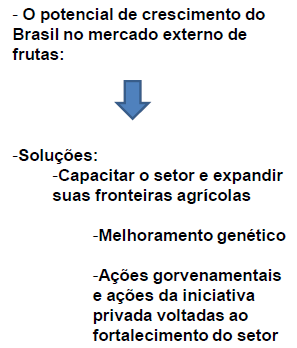 - O potencial de crescimento do
Brasil no mercado externo de
frutas:
-Soluções:
-Capacitar o setor e expandir
suas fronteiras agrícolas
-Melhoramento genético
-Ações gorvenamentais
e ações da iniciativa
privada voltadas ao
fortalecimento do setor